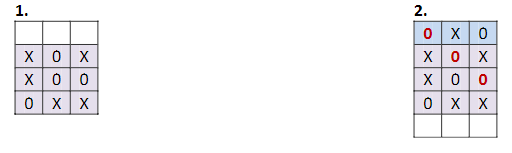 1. 2.
0 X 0
X 0 X X 0 X
X 0 0 X 0 0
0 X X 0 X X